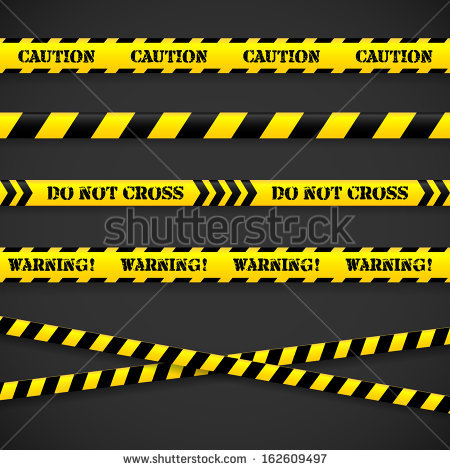 CAUTION CAUTION CAUTION CAUTION
DO NOT CROSS DO NOT CROSS
shutterstock
WARNING! WARNING! WARNING! WARNING!
www.shutterstock.com · 162609497